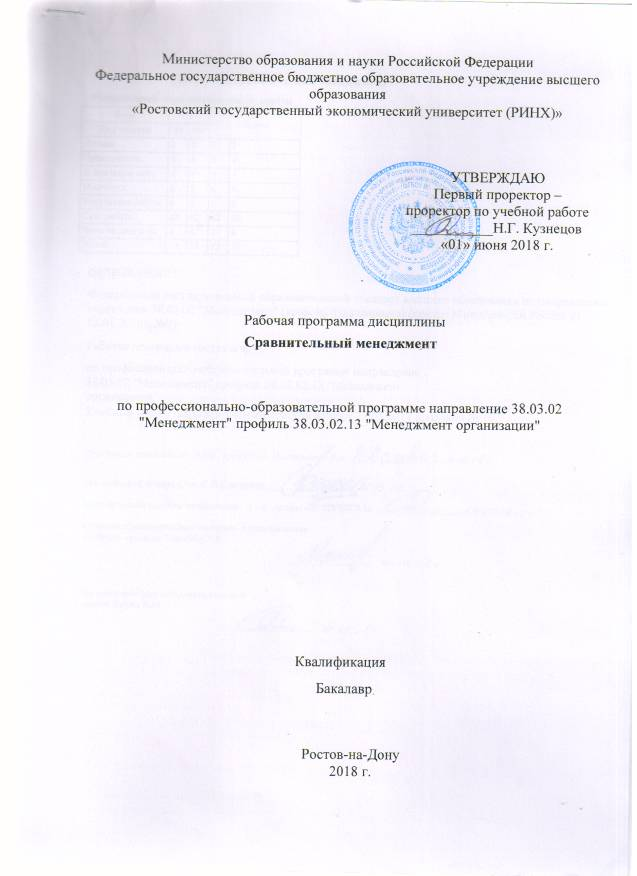 Министерство образования и науки Российской Федерации
Федеральное государственное бюджетное образовательное учреждение высшего
образования
«Ростовский государственный экономический университет (РИНХ)»
УТВЕРЖДАЮ
Первый проректор –
проректор по учебной работе
Н.Г. Кузнецов
«01» июня 2018 г.
Рабочая программа дисциплины
Сравнительный менеджмент
по профессионально-образовательной программе направление 38.03.02
"Менеджмент" профиль 38.03.02.13 "Менеджмент организации"
Квалификация
Бакалавр
Ростов-на-Дону
2018 г.